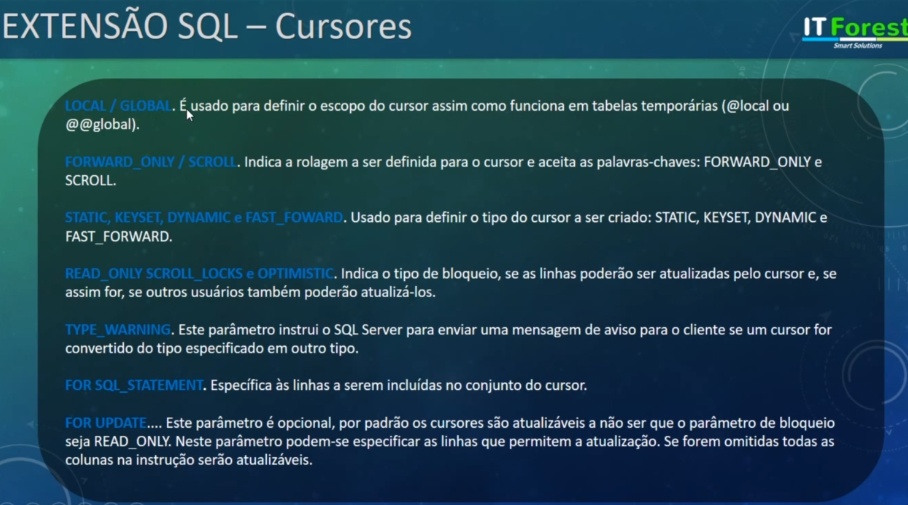 EXTENSÃO SQL – Cursores
IT Forest
Smart Solutions
LOCAL / GLOBAL. É usado para definir o escopo do cursor assim como funciona em tabelas temporárias (@local ou
@@global).
FORWARD_ONLY / SCROLL. Indica a rolagem a ser definida para o cursor e aceita as palavras-chaves: FORWARD_ONLY e
SCROLL.
STATIC, KEYSET, DYNAMIC e FAST_FOWARD. Usado para definir o tipo do cursor a ser criado: STATIC, KEYSET, DYNAMIC e
FAST_FORWARD.
READ_ONLY SCROLL_LOCKS e OPTIMISTIC. Indica o tipo de bloqueio, se as linhas poderão ser atualizadas pelo cursor e, se
assim for, se outros usuários também poderão atualizá-los.
TYPE_WARNING. Este parâmetro instrui o SQL Server para enviar uma mensagem de aviso para o cliente se um cursor for
convertido do tipo especificado em outro tipo.
FOR SQL_STATEMENT. Específica às linhas a serem incluídas no conjunto do cursor.
FOR UPDATE.... Este parâmetro é opcional, por padrão os cursores são atualizáveis a não ser que o parâmetro de bloqueio
seja READ_ONLY. Neste parâmetro podem-se especificar as linhas que permitem a atualização. Se forem omitidas todas as
colunas na instrução serão atualizáveis.